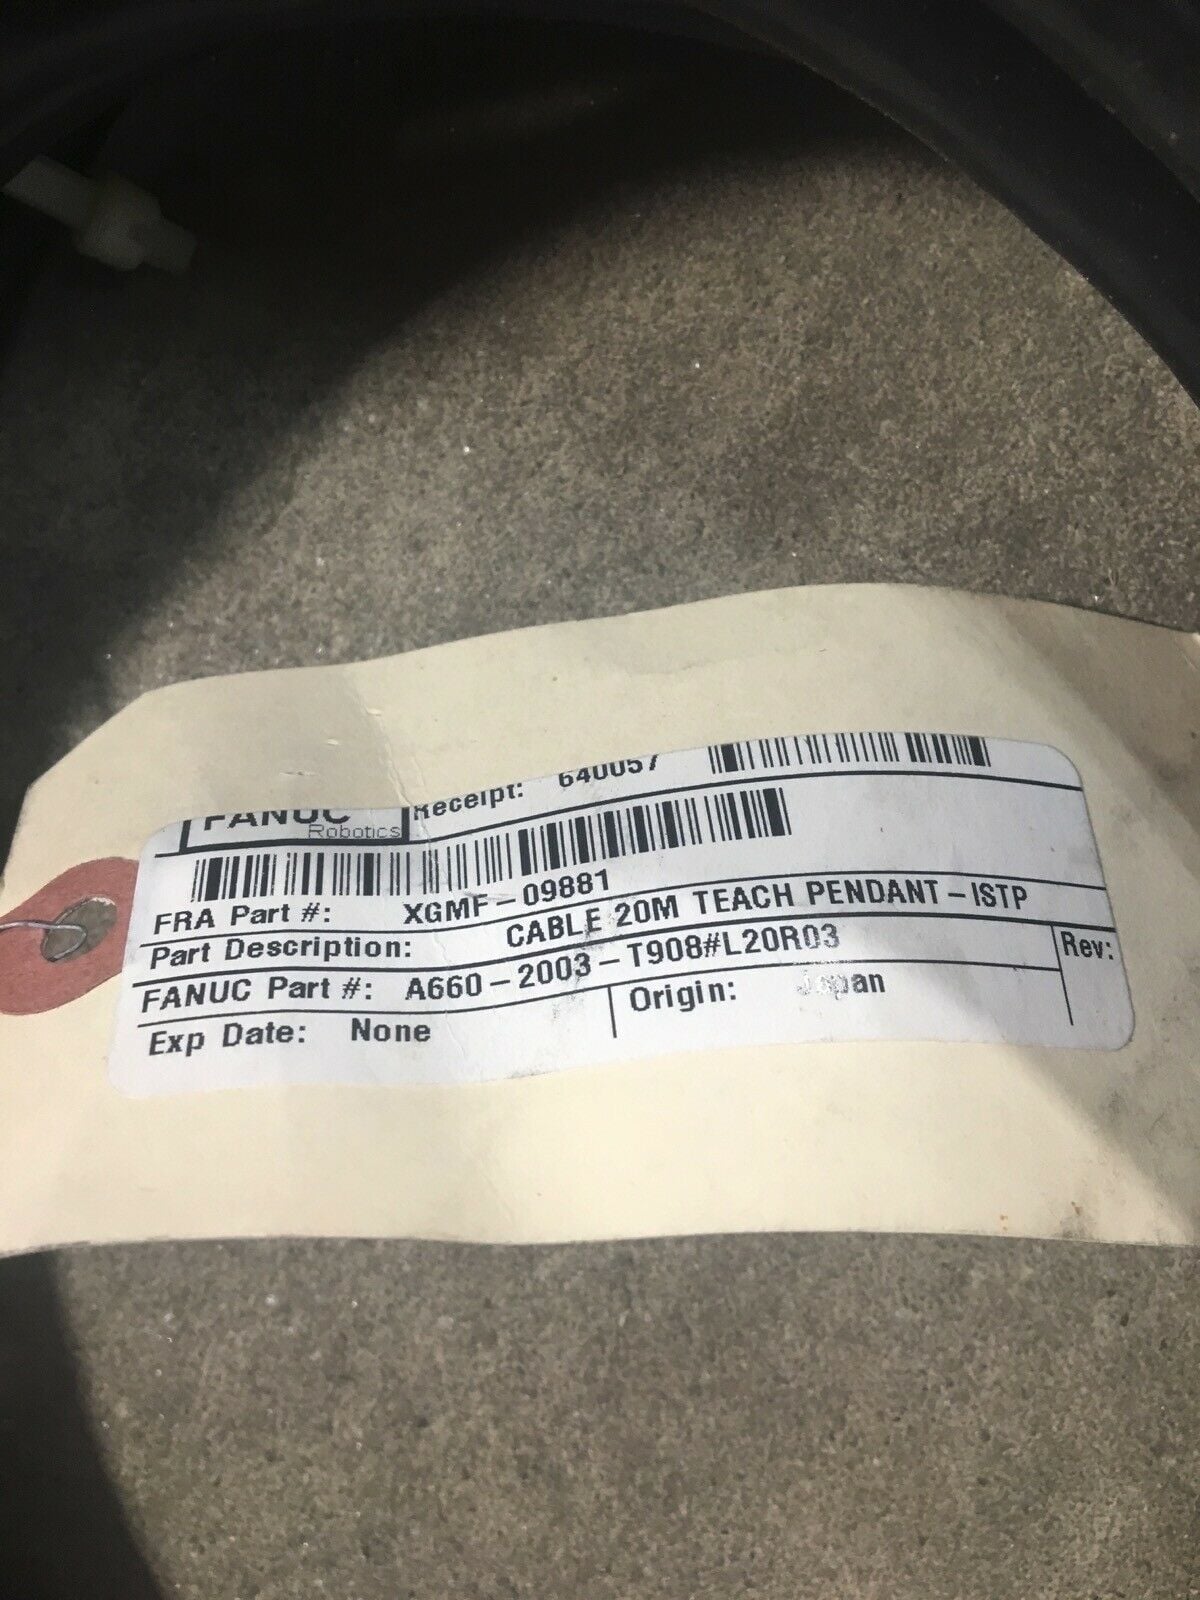 FANUC
Robotics
Receipt: 640057
FRA Part #: XGMF-09881
Part Description: CABLE 20M TEACH PENDANT-ISTP
FANUC Part #: A660-2003-T908#L20R03
Rev:
Exp Date: None
Origin: Japan